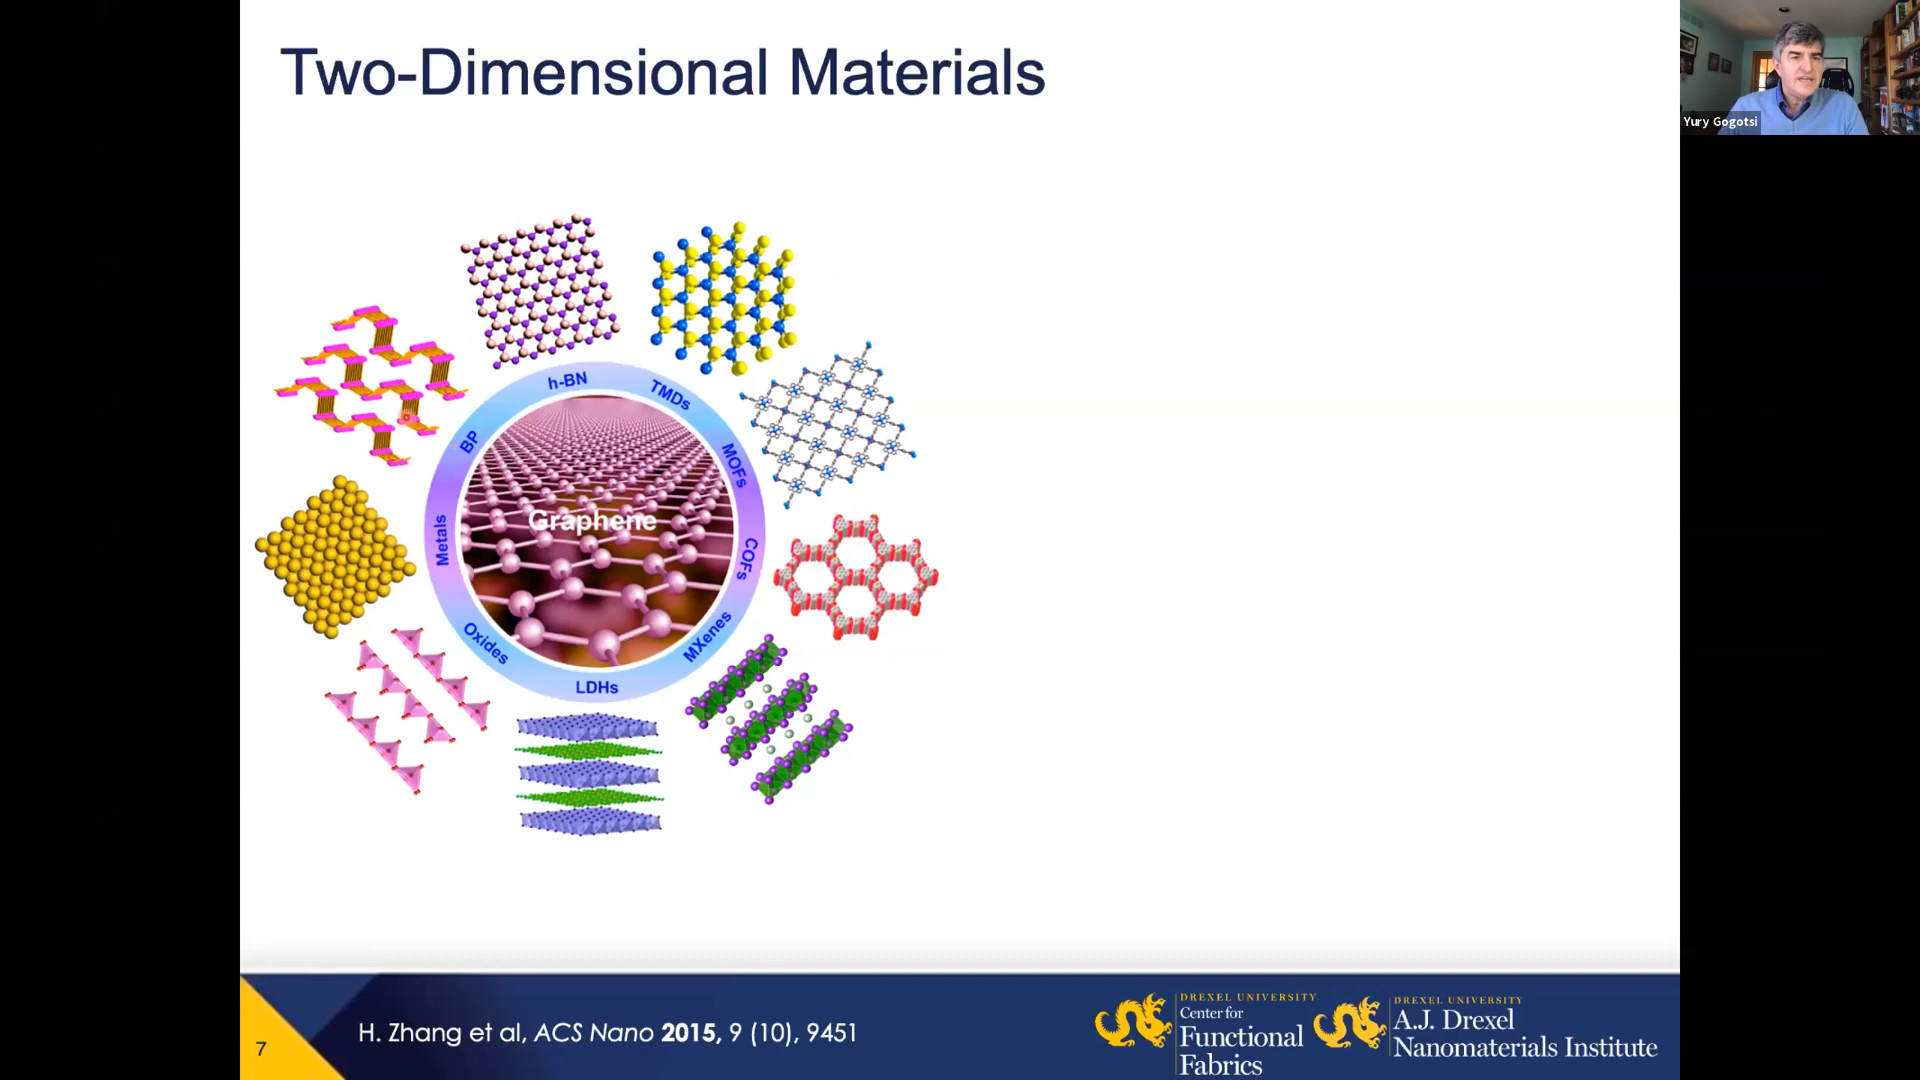 Two-Dimensional Materials
Yury Gogotsi
h-BN
TMDs
BP
MOFs
Graphene
Metals
COFs
Oxides
MXenes
LDHs
7
H. Zhang et al, ACS Nano 2015, 9 (10), 9451
DREXEL UNIVERSITY
Center for
Functional
Fabrics
DREXEL UNIVERSITY
A.J. Drexel
Nanomaterials Institute